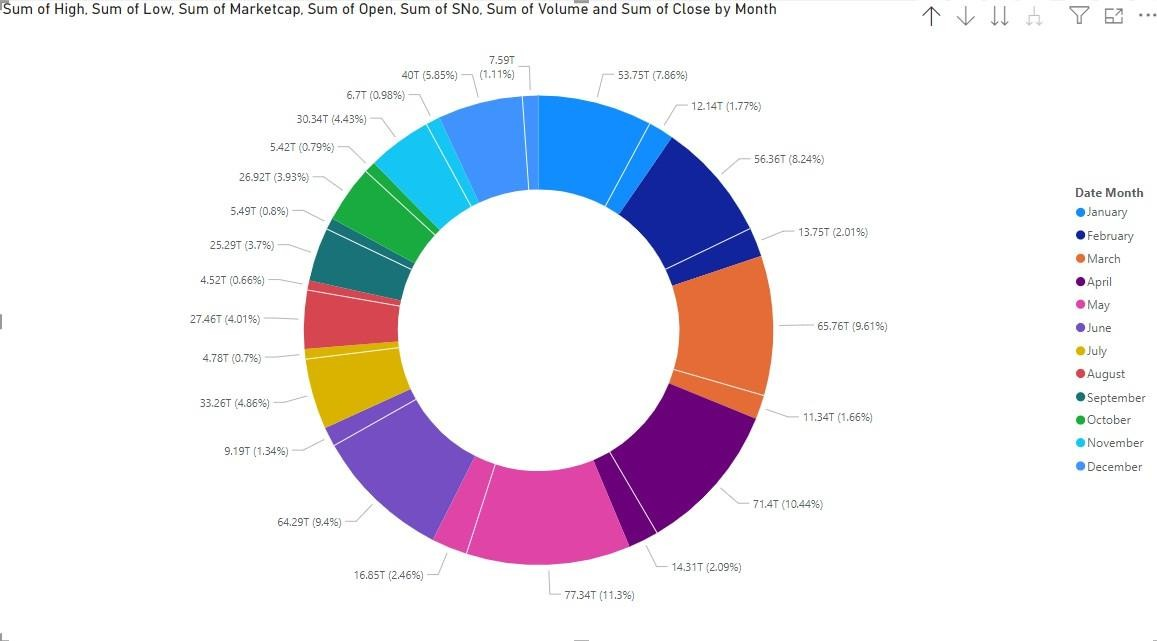 Sum of High, Sum of Low, Sum of Marketcap, Sum of Open, Sum of SNo, Sum of Volume and Sum of Close by Month
53.75T (7.86%)
12.14T (1.77%)
56.36T (8.24%)
13.75T (2.01%)
65.76T (9.61%)
11.34T (1.66%)
71.4T (10.44%)
14.31T (2.09%)
77.34T (11.3%)
16.85T (2.46%)
64.29T (9.4%)
9.19T (1.34%)
33.26T (4.86%)
4.78T (0.7%)
27.46T (4.01%)
4.52T (0.66%)
25.29T (3.7%)
5.49T (0.8%)
26.92T (3.93%)
5.42T (0.79%)
30.34T (4.43%)
6.7T (0.98%)
40T (5.85%)
7.59T
(1.11%)
Date Month
January
February
March
April
May
June
July
August
September
October
November
December